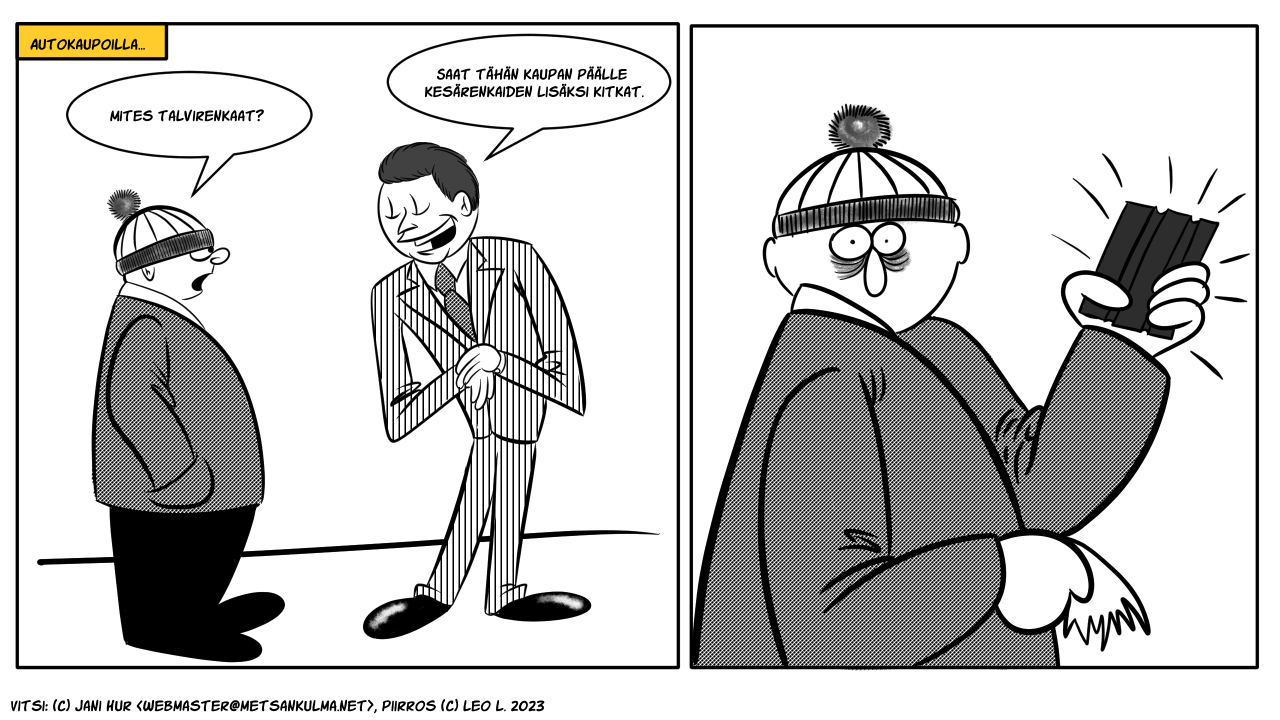 AUTOKAUPOILLA...
MITES TALVIRENKAAT?
SAAT TÄHÄN KAUPAN PÄÄLLE
KESÄRENKAIDEN LISÄKSI KITKAT.
VITSI: (C) JANI HUR <WEBMASTER@METSANKULMA.NET>, PIIRROS (C) LEO L. 2023